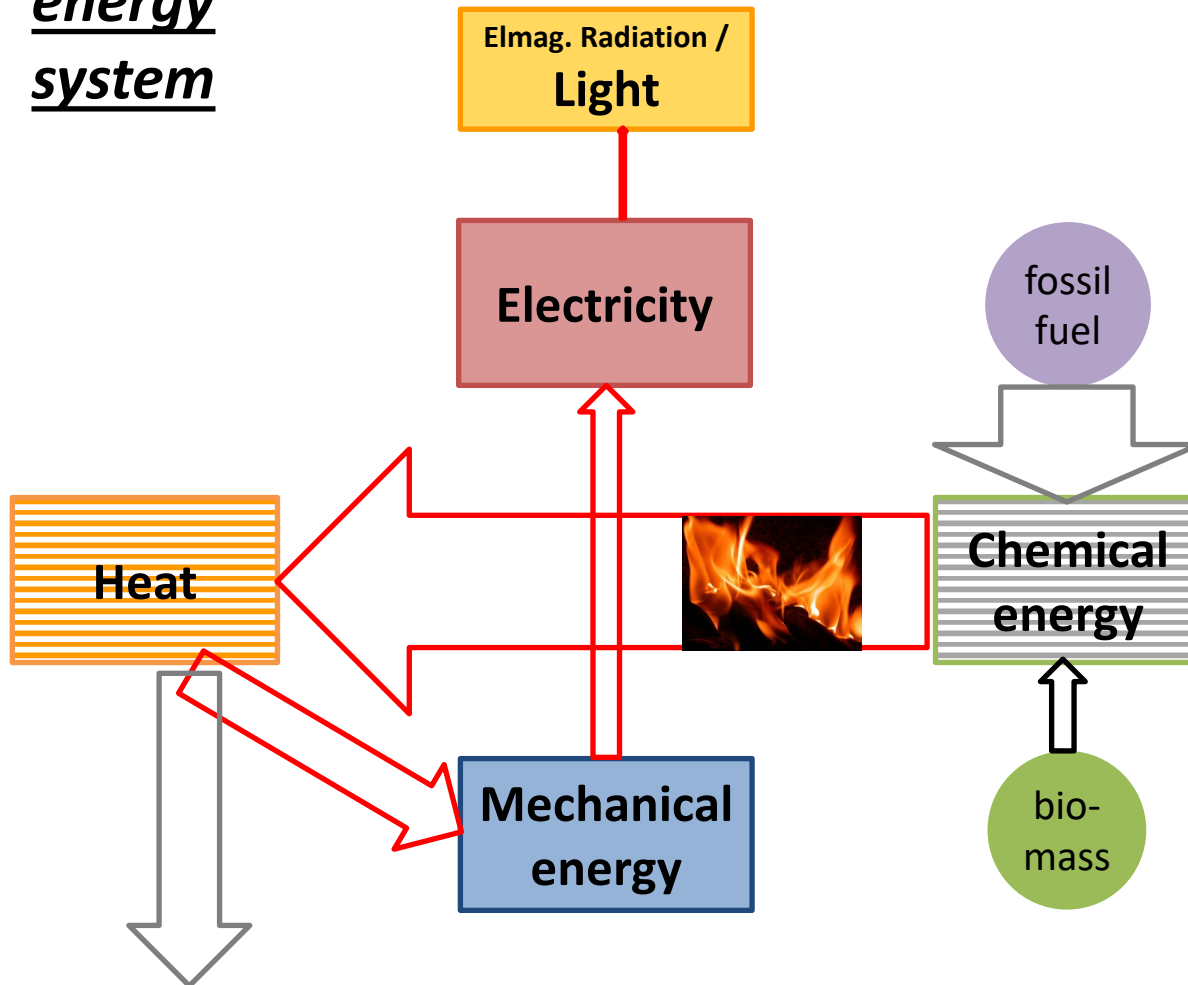 energy
system
Elmag. Radiation /
Light
Electricity
fossil
fuel
Heat
Chemical
energy
Mechanical
energy
bio-
mass